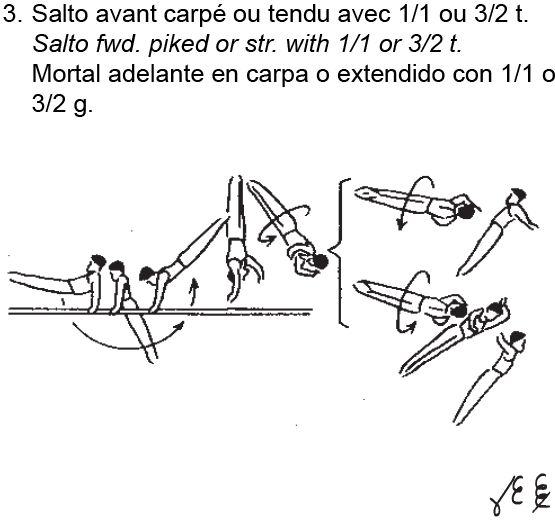 3. Salto avant carpé ou tendu avec 1/1 ou 3/2 t.
Salto fwd. piked or str. with 1/1 or 3/2 t.
Mortal adelante en carpa o extendido con 1/1 o
3/2 g.